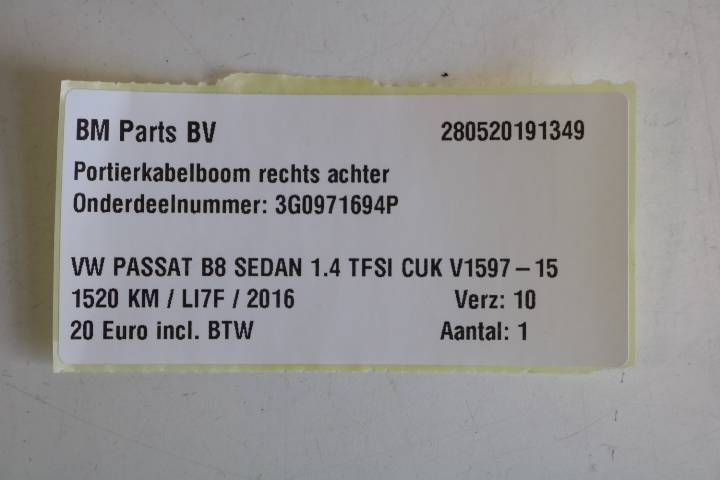 BM Parts BV 280520191349
Portierkabelboom rechts achter
Onderdeelnummer: 3G0971694P
VW PASSAT B8 SEDAN 1.4 TFSI CUK V1597 – 15
1520 KM / LI7F / 2016 Verz: 10
20 Euro incl. BTW Aantal: 1